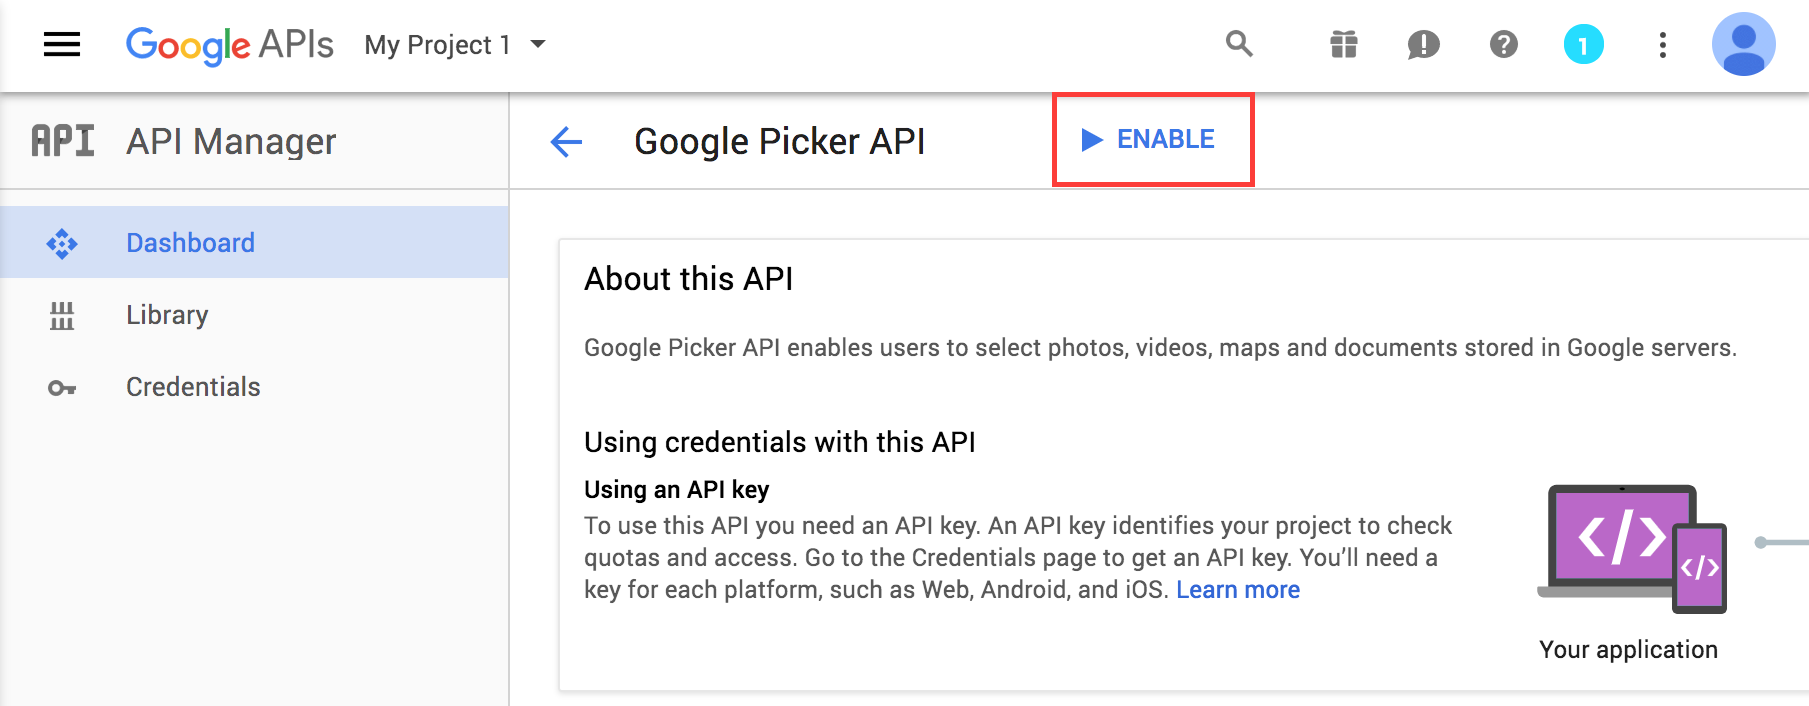 Google APIs My Project 1 1
API API Manager
Google Picker API ENABLE
Dashboard
Library
Credentials
About this API
Google Picker API enables users to select photos, videos, maps and documents stored in Google servers.
Using credentials with this API
Using an API key
To use this API you need an API key. An API key identifies your project to check
quotas and access. Go to the Credentials page to get an API key. You’ll need a
key for each platform, such as Web, Android, and iOS. Learn more
</> </>
Your application